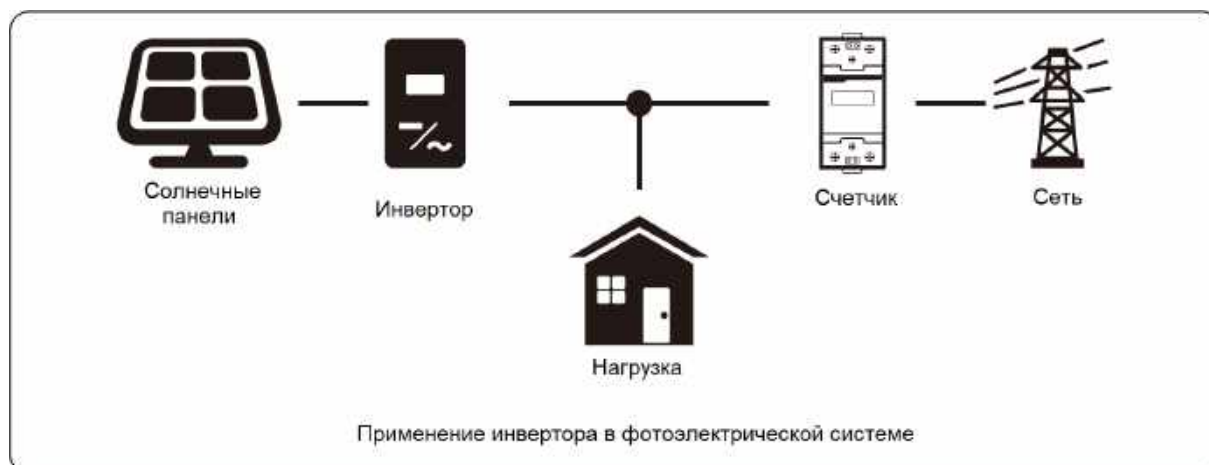 Солнечные
панели
Инвертор
Счетчик
Сеть
Нагрузка
Применение инвертора в фотоэлектрической системе